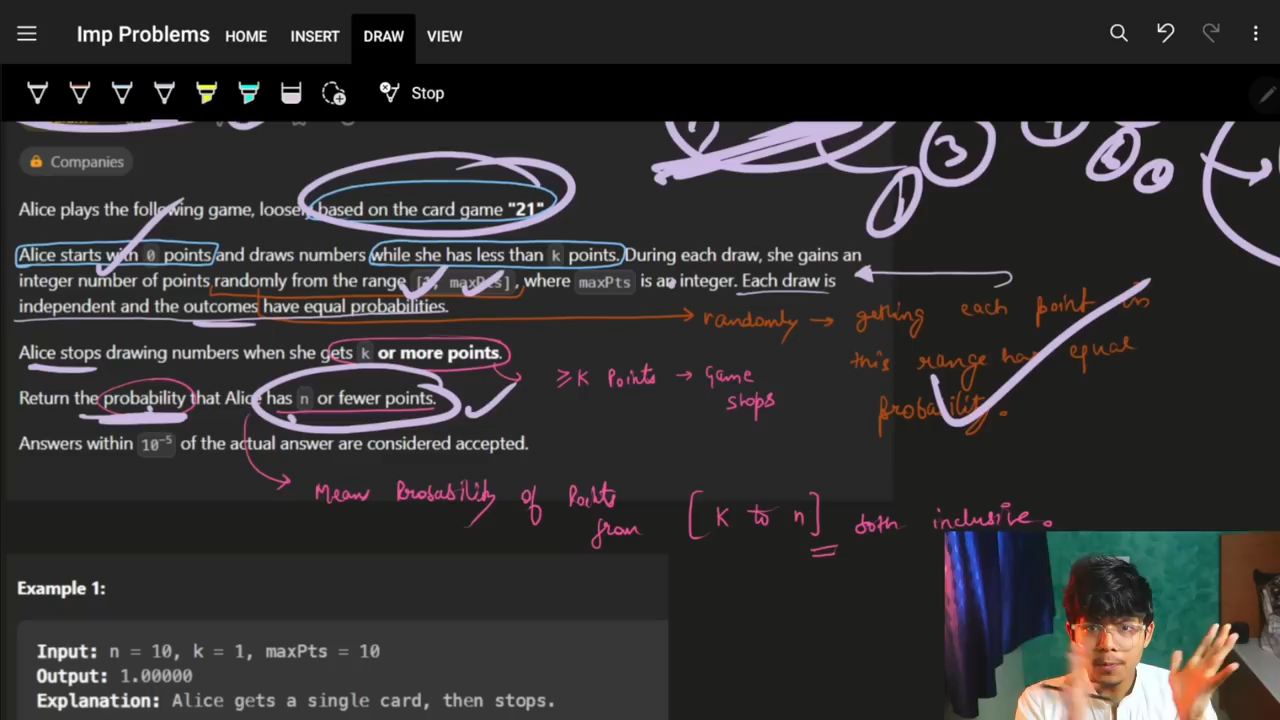 Imp Problems HOME INSERT DRAW VIEW
Stop
3
Companies
Alice plays the following game, loosely based on the card game "21"
Alice starts with 0 points and draws numbers while she has less than k points. During each draw, she gains an
integer number of points randomly from the range [1, maxPts], where maxPts is an integer. Each draw is
independent and the outcomes have equal probabilities.
randomly → getting each point in
this range has equal
probability.
Alice stops drawing numbers when she gets k or more points.
≥K Points → Game
stops
Return the probability that Alice has n or fewer points.
Answers within 10⁻⁵ of the actual answer are considered accepted.
Mean Probability of Points
from [K to n] both inclusive.
Example 1:
Input: n = 10, k = 1, maxPts = 10
Output: 1.00000
Explanation: Alice gets a single card, then stops.